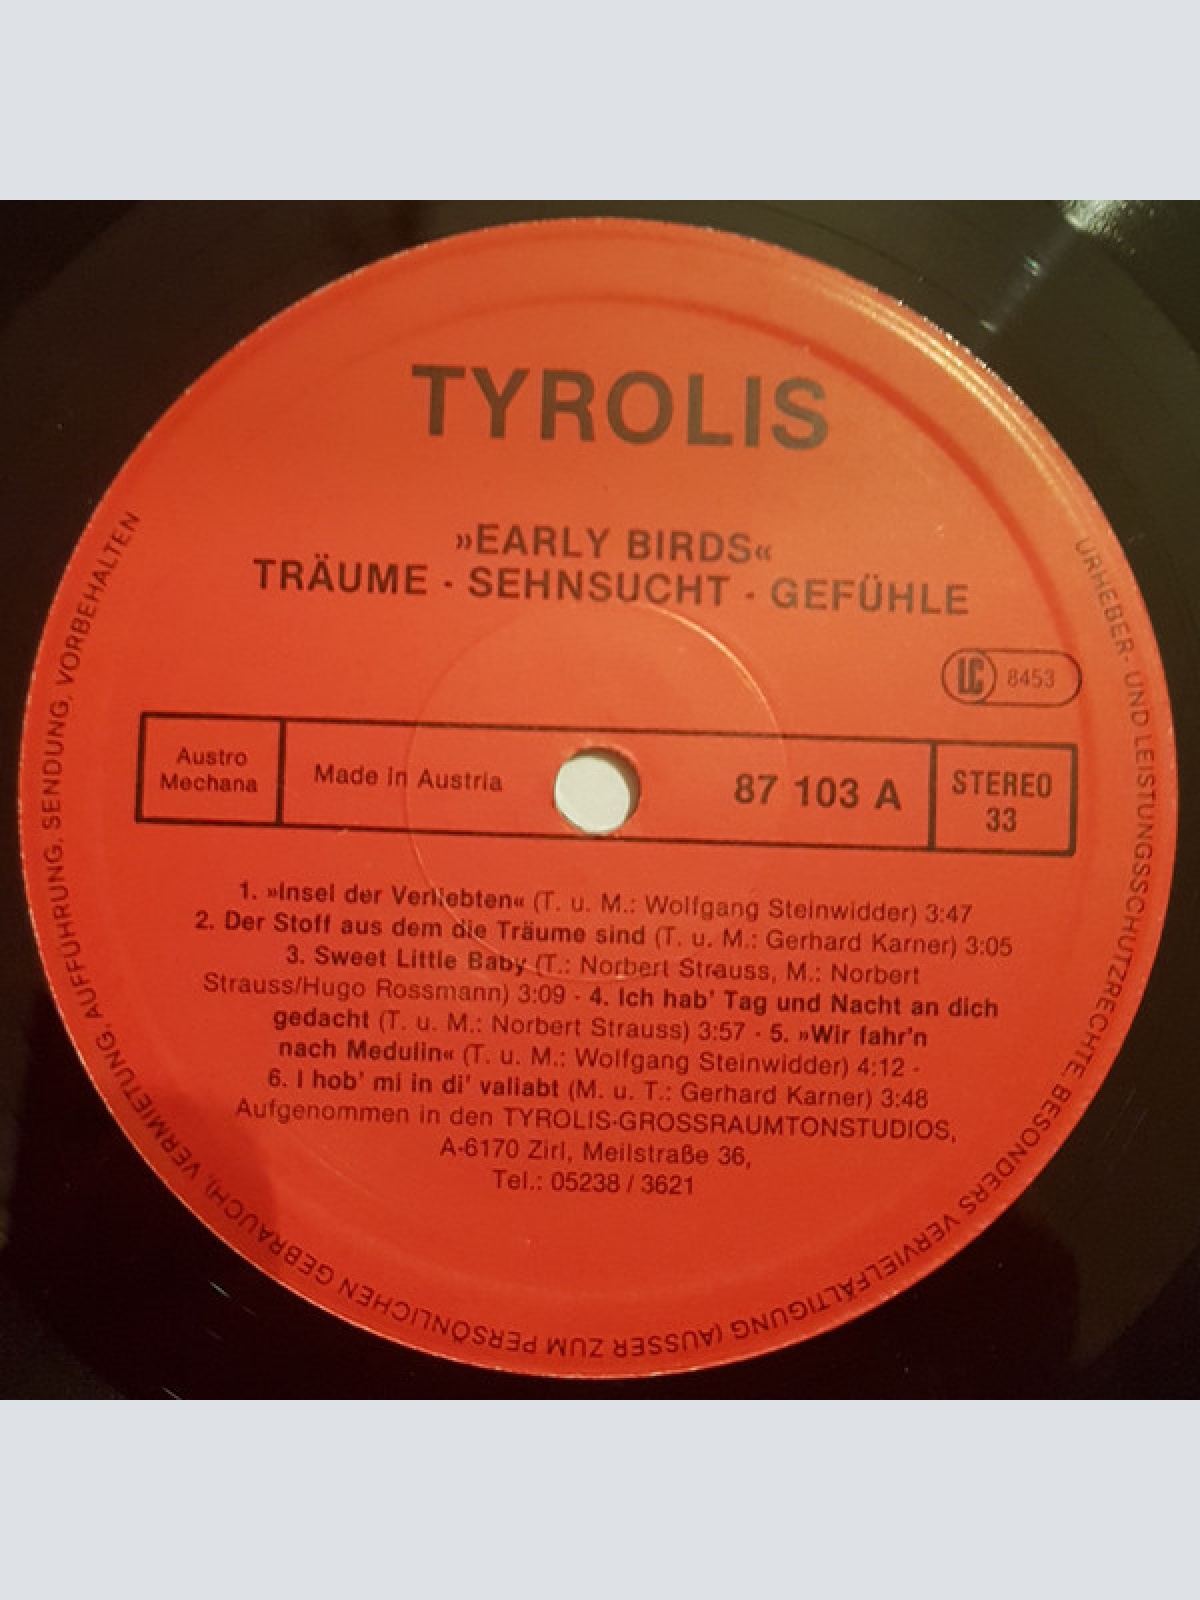 TYROLIS
»EARLY BIRDS«
TRÄUME · SEHNSUCHT · GEFÜHLE
LC 8453
Austro
Mechana
Made in Austria
87 103 A
STEREO
33
1. »Insel der Verliebten« (T. u. M.: Wolfgang Steinwidder) 3:47
2. Der Stoff aus dem die Träume sind (T. u. M.: Gerhard Karner) 3:05
3. Sweet Little Baby (T.: Norbert Strauss, M.: Norbert
Strauss/Hugo Rossmann) 3:09 - 4. Ich hab' Tag und Nacht an dich
gedacht (T. u. M.: Norbert Strauss) 3:57 - 5. »Wir fahr'n
nach Medulin« (T. u. M.: Wolfgang Steinwidder) 4:12 -
6. I hob' mi in di' valiabt (M. u. T.: Gerhard Karner) 3:48
Aufgenommen in den TYROLIS-GROSSRAUMTONSTUDIOS,
A-6170 Zirl, Meilstraße 36,
Tel.: 05238 / 3621
URHEBER- UND LEISTUNGSSCHUTZRECHTE, BESONDERS VERVIELFÄLTIGUNG (AUSSER ZUM PERSÖNLICHEN GEBRAUCH), VERMIETUNG, AUFFÜHRUNG, SENDUNG, VORBEHALTEN